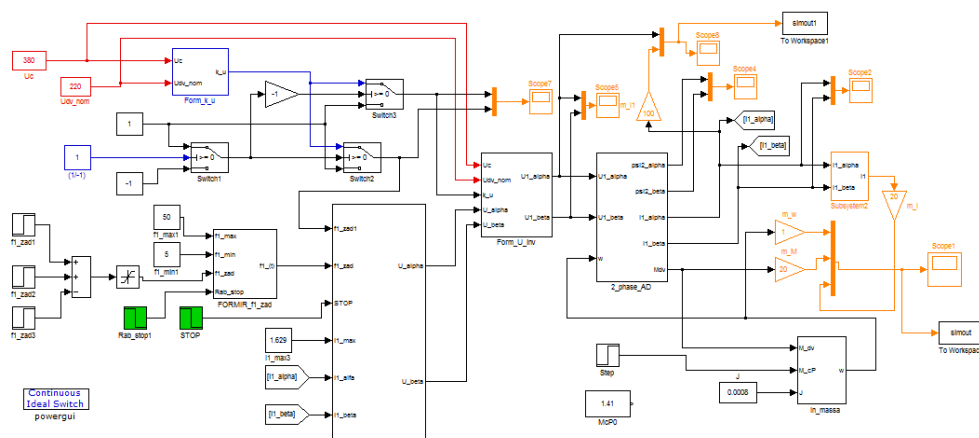 simout1
To Workspace1
Scope6
380
Uc
220
Udv_nom
Uc
Udv_nom
k_u
Form_k_u
-1
>= 0
Switch3
Scope7
Scope5
m_I1
100
Scope4
Scope2
[I1_alpha]
[I1_beta]
1
1
(1/-1)
-1
>= 0
Switch1
>= 0
Switch2
Uc
Udv_nom
k_u
U_alpha
U_beta
U1_alpha
U1_beta
Form_U_inv
U1_alpha
U1_beta
w
psi2_alpha
psi2_beta
I1_alpha
I1_beta
Mdv
2_phase_AD
I1_alpha
I1_beta
I1
Subsystem2
20
m_i
m_w
1
m_M
20
Scope1
simout
To Workspace
f1_zad1
f1_zad2
f1_zad3
50
f1_max1
5
f1_min1
f1_max
f1_min
f1_zad
Rab_stop
f1_(t)
FORMIR_f1_zad
Rab_stop1
STOP
f1_zad1
f1_zad
STOP
I1_max
I1_alfa
I1_beta
U_alpha
U_beta
1.629
I1_max3
[I1_alpha]
[I1_beta]
Step
J
0.0008
M_dv
M_cP
J
w
in_massa
1.41
McP0
Continuous
Ideal Switch
powergui